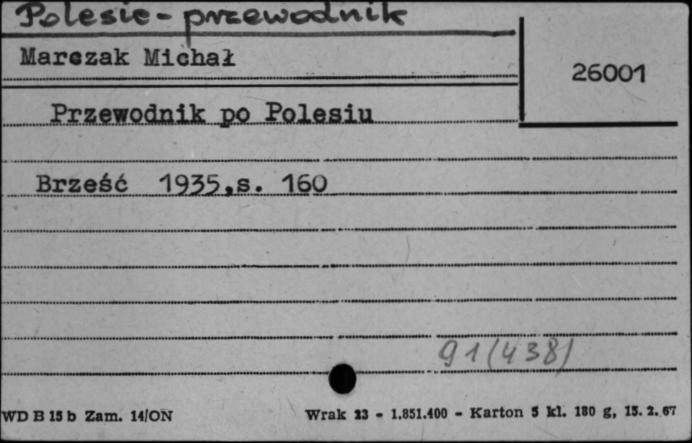 Polesie - przewodnik
Marczak Michał
26001
Przewodnik po Polesiu
Brześć 1935,s. 160
91(438)
WD B 15 b Zam. 14/ON
Wrak 23 - 1.851.400 - Karton 5 kl. 180 g, 15. 2. 67